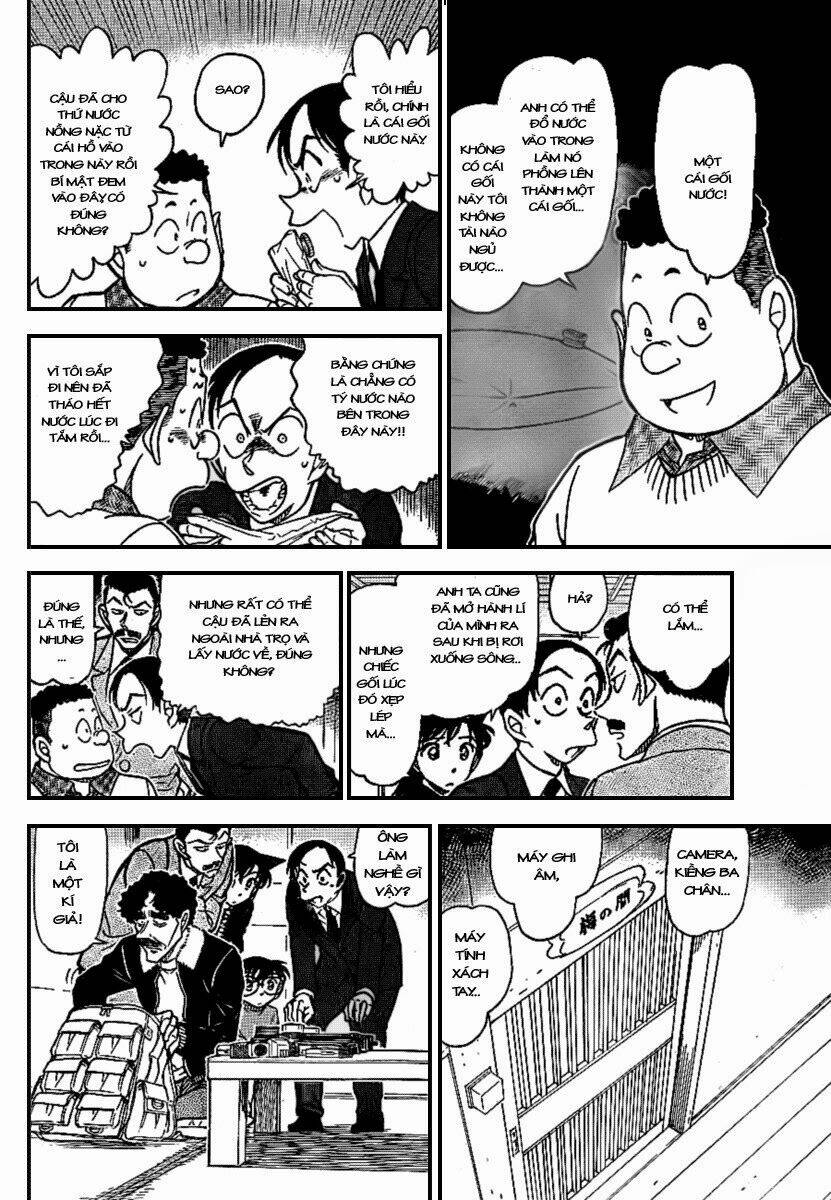 MỘT
CÁI GỐI
NƯỚC!
ANH CÓ THỂ
ĐỔ NƯỚC
VÀO TRONG
LÀM NÓ
PHỒNG LÊN
THÀNH MỘT
CÁI GỐI...
KHÔNG
CÓ CÁI
GỐI
NÀY TÔI
KHÔNG
TÀI NÀO
NGỦ
ĐƯỢC...
TÔI HIỂU
RỒI, CHÍNH
LÀ CÁI GỐI
NƯỚC NÀY.
SAO?
CẬU ĐÃ CHO
THỨ NƯỚC
NỒNG NẶC TỪ
CÁI HỒ VÀO
TRONG NÀY RỒI
BÍ MẬT ĐEM
VÀO ĐÂY,CÓ
ĐÚNG
KHÔNG?
BẰNG CHỨNG
LÀ CHẲNG CÓ
TÝ NƯỚC NÀO
BÊN TRONG
ĐÂY NÀY!!
VÌ TÔI SẮP
ĐI NÊN ĐÃ
THÁO HẾT
NƯỚC LÚC ĐI
TẮM RỒI...
CÓ THỂ
LẮM...
HẢ?
ANH TA CŨNG
ĐÃ MỞ HÀNH LÍ
CỦA MÌNH RA
SAU KHI BỊ RƠI
XUỐNG SÔNG...
NHƯNG
CHIẾC
GỐI LÚC
ĐÓ XẸP
LÉP
MÀ...
NHƯNG RẤT CÓ THỂ
CẬU ĐÃ LẺN RA
NGOÀI NHÀ TRỌ VÀ
LẤY NƯỚC VỀ, ĐÚNG
KHÔNG?
ĐÚNG
LÀ THẾ,
NHƯNG
...
CAMERA,
KIỀNG BA
CHÂN...
MÁY GHI
ÂM,
MÁY
TÍNH
XÁCH
TAY...
梅の間
ÔNG
LÀM
NGHỀ GÌ
VẬY?
TÔI
LÀ
MỘT
KÍ
GIẢ!